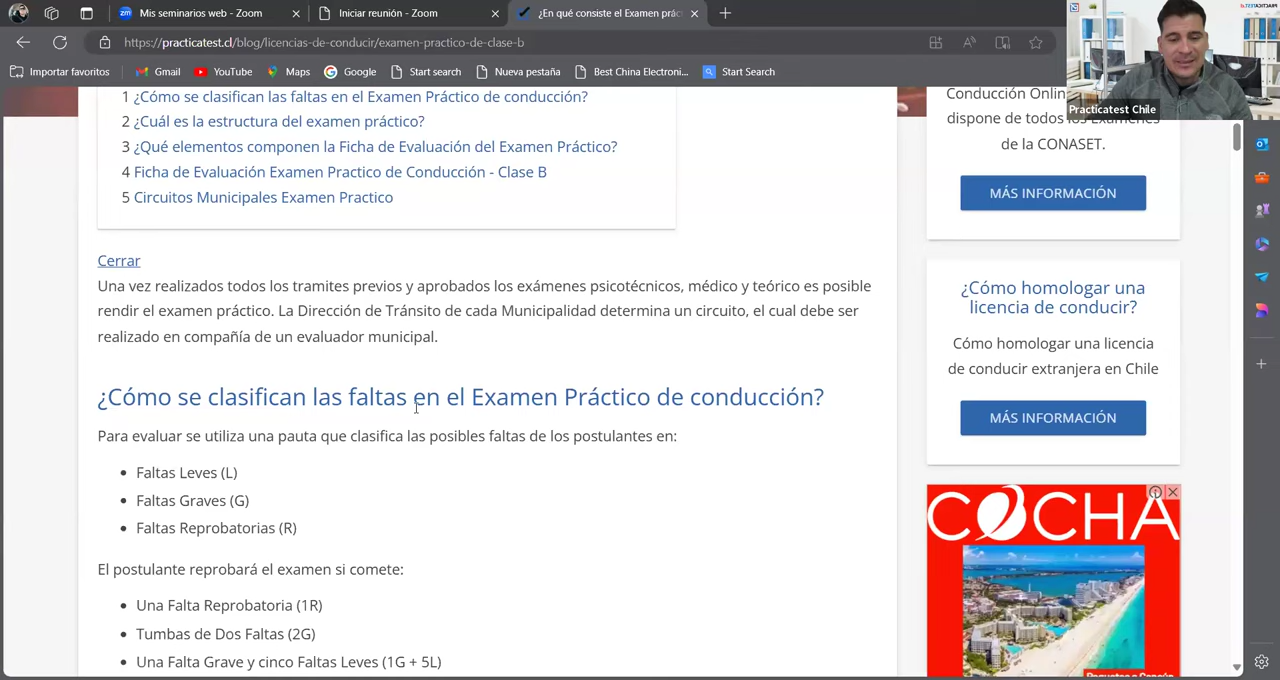 Mis seminarios web - Zoom
Iniciar reunión - Zoom
¿En qué consiste el Examen prác
https://practicatest.cl/blog/licencias-de-conducir/examen-practico-de-clase-b
Importar favoritos
Gmail
YouTube
Maps
Google
Start search
Nueva pestaña
Best China Electroni...
Start Search
Practicatest Chile
1 ¿Cómo se clasifican las faltas en el Examen Práctico de conducción?
2 ¿Cuál es la estructura del examen práctico?
3 ¿Qué elementos componen la Ficha de Evaluación del Examen Práctico?
4 Ficha de Evaluación Examen Practico de Conducción - Clase B
5 Circuitos Municipales Examen Practico
Cerrar
Una vez realizados todos los tramites previos y aprobados los exámenes psicotécnicos, médico y teórico es posible
rendir el examen práctico. La Dirección de Tránsito de cada Municipalidad determina un circuito, el cual debe ser
realizado en compañía de un evaluador municipal.
¿Cómo se clasifican las faltas en el Examen Práctico de conducción?
Para evaluar se utiliza una pauta que clasifica las posibles faltas de los postulantes en:
Faltas Leves (L)
Faltas Graves (G)
Faltas Reprobatorias (R)
El postulante reprobará el examen si comete:
Una Falta Reprobatoria (1R)
Tumbas de Dos Faltas (2G)
Una Falta Grave y cinco Faltas Leves (1G + 5L)
Conducción Onlin
dispone de todos los Exámenes
de la CONASET.
MÁS INFORMACIÓN
¿Cómo homologar una
licencia de conducir?
Cómo homologar una licencia
de conducir extranjera en Chile
MÁS INFORMACIÓN
COCHA
Paquetes a Cancún